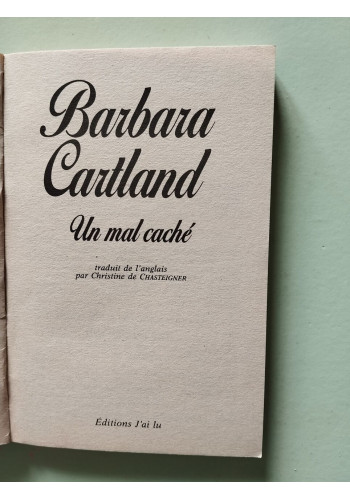 Barbara
Cartland
Un mal caché
traduit de l'anglais
par Christine de CHASTEIGNER
Éditions J'ai lu